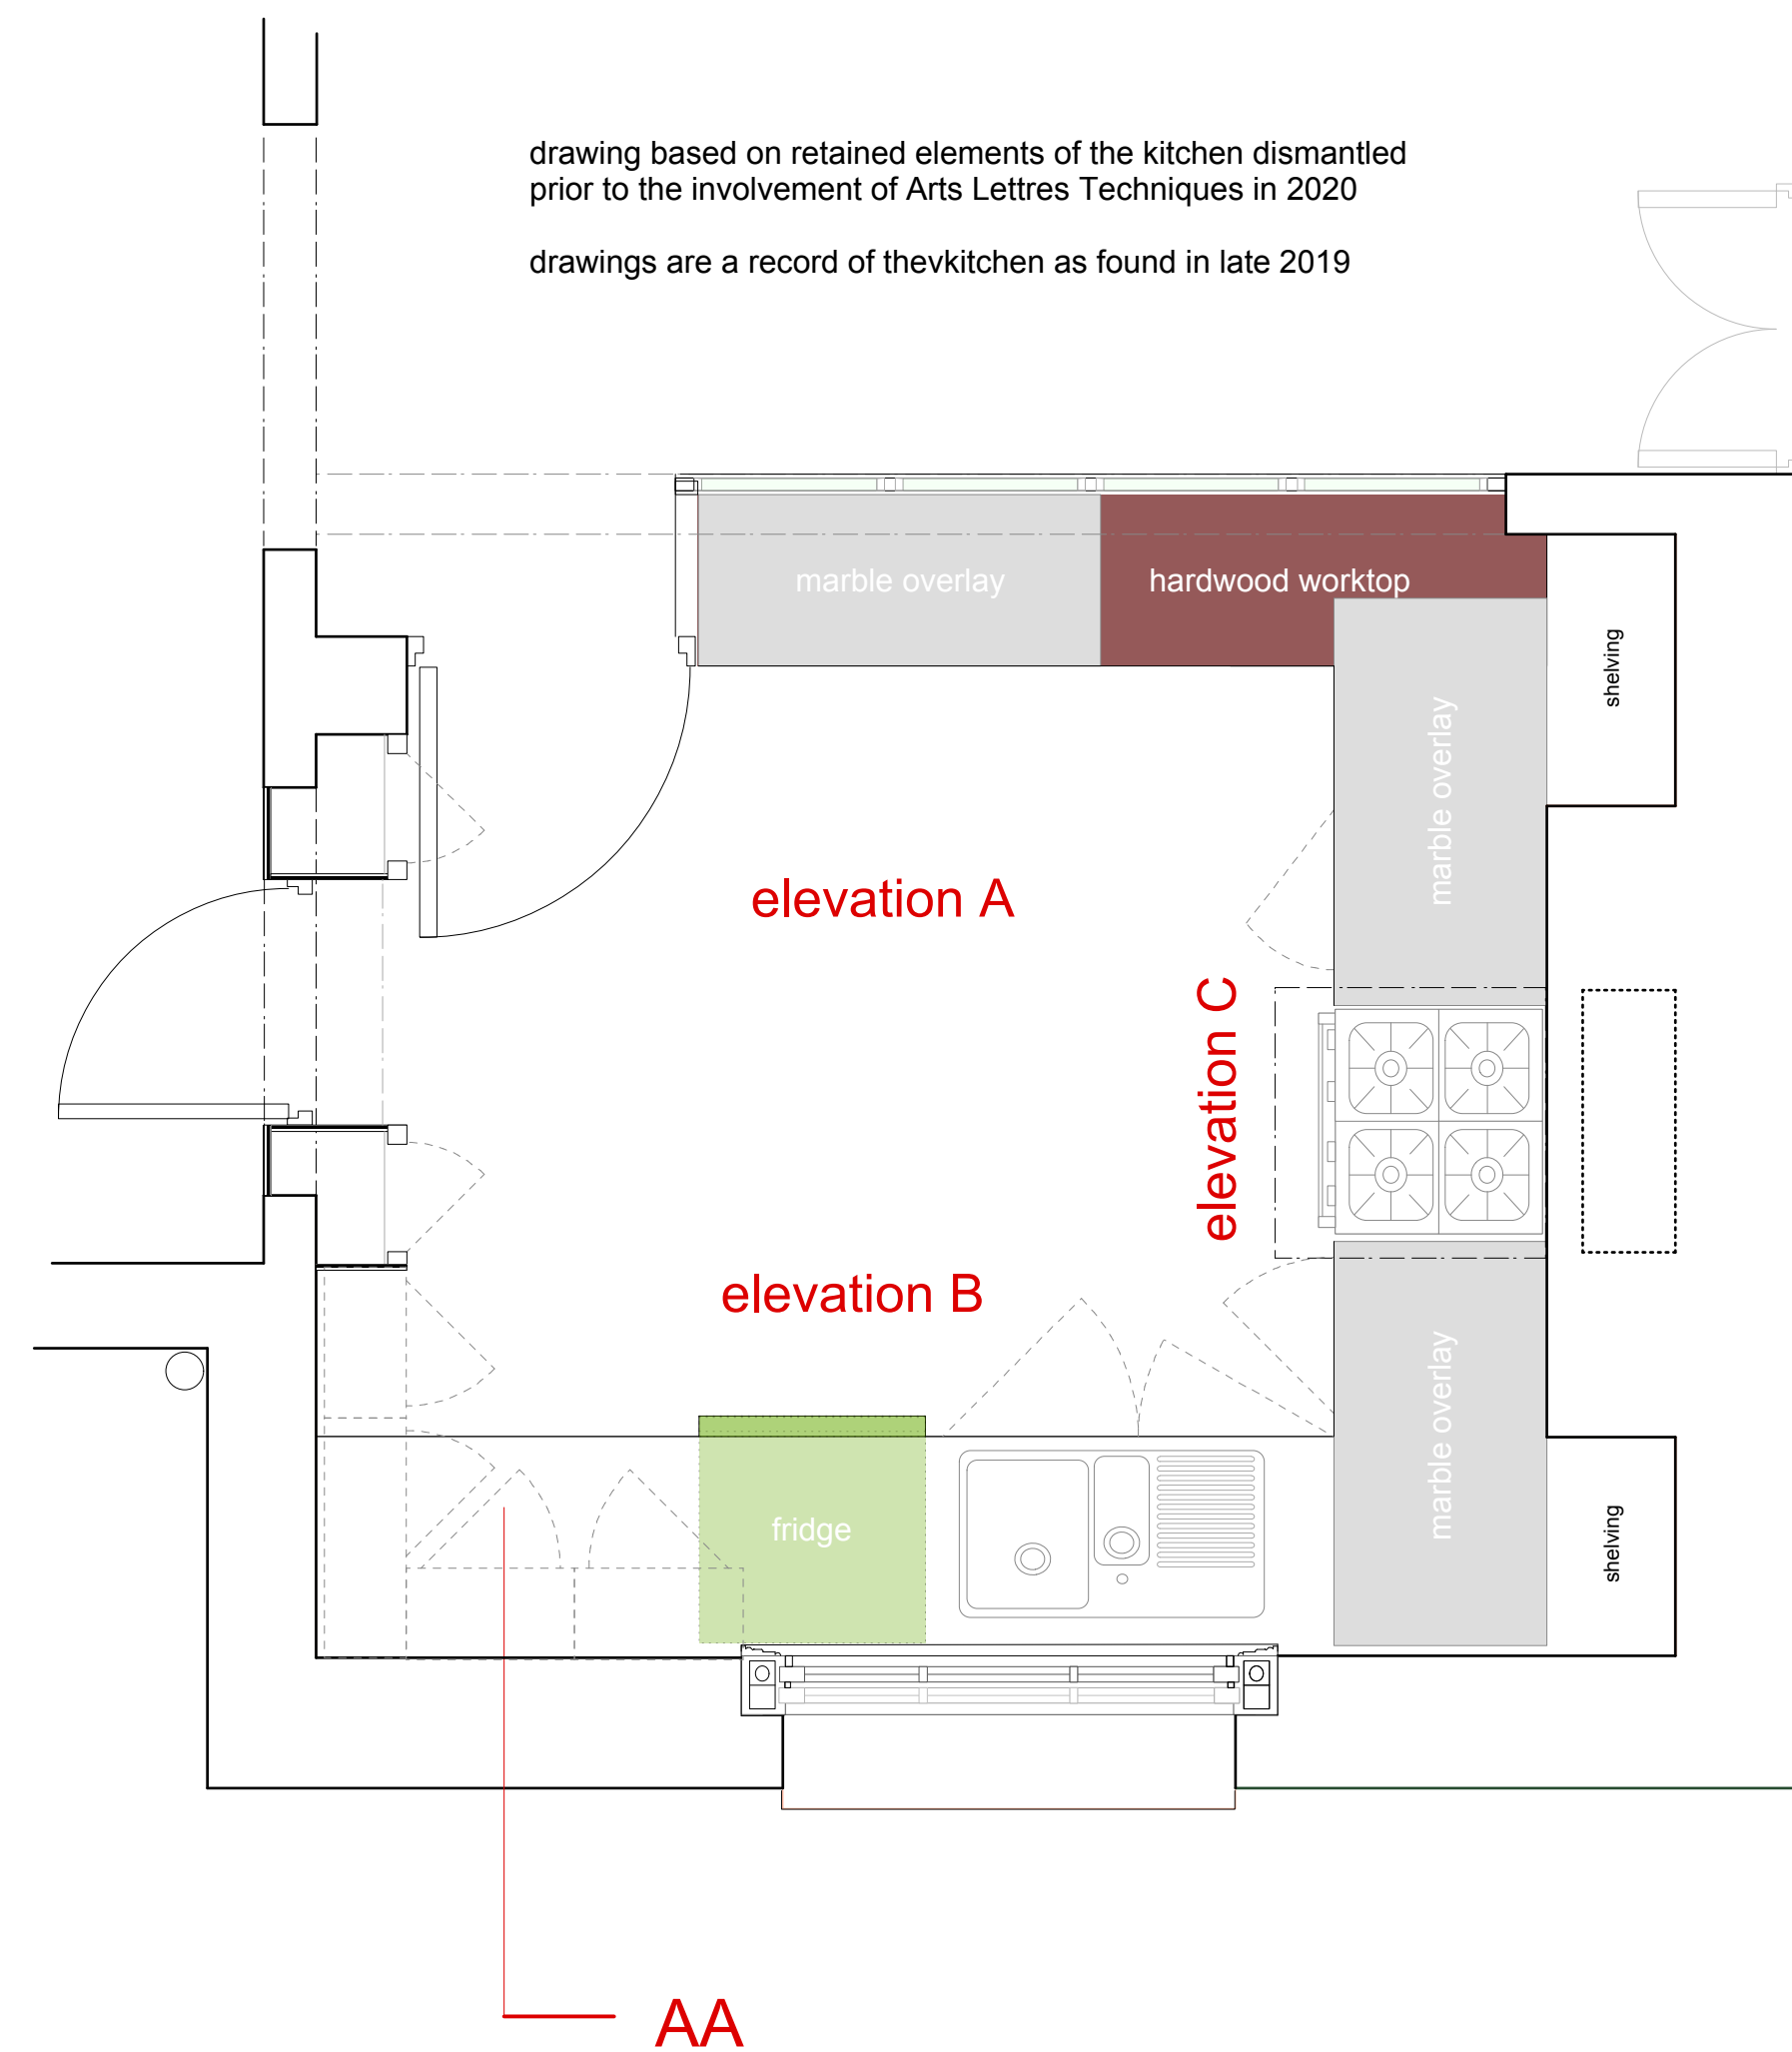 drawing based on retained elements of the kitchen dismantled
prior to the involvement of Arts Lettres Techniques in 2020
drawings are a record of thevkitchen as found in late 2019
marble overlay
hardwood worktop
shelving
marble overlay
elevation A
elevation C
elevation B
marble overlay
fridge
shelving
AA